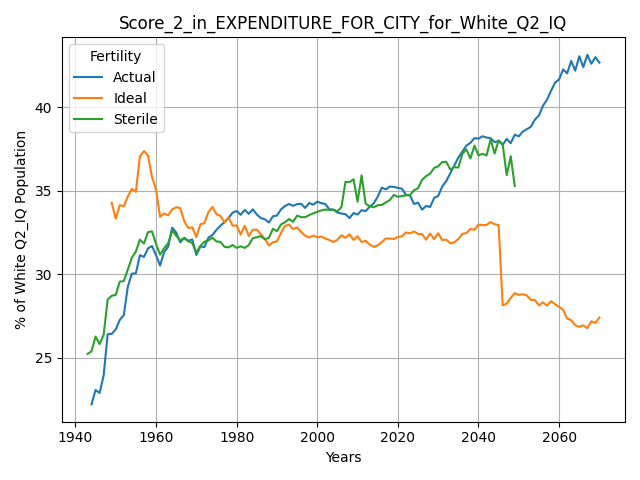 Score_2_in_EXPENDITURE_FOR_CITY_for_White_Q2_IQ
Fertility
Actual
Ideal
Sterile
% of White Q2_IQ Population
40
35
30
25
1940 1960 1980 2000 2020 2040 2060
Years